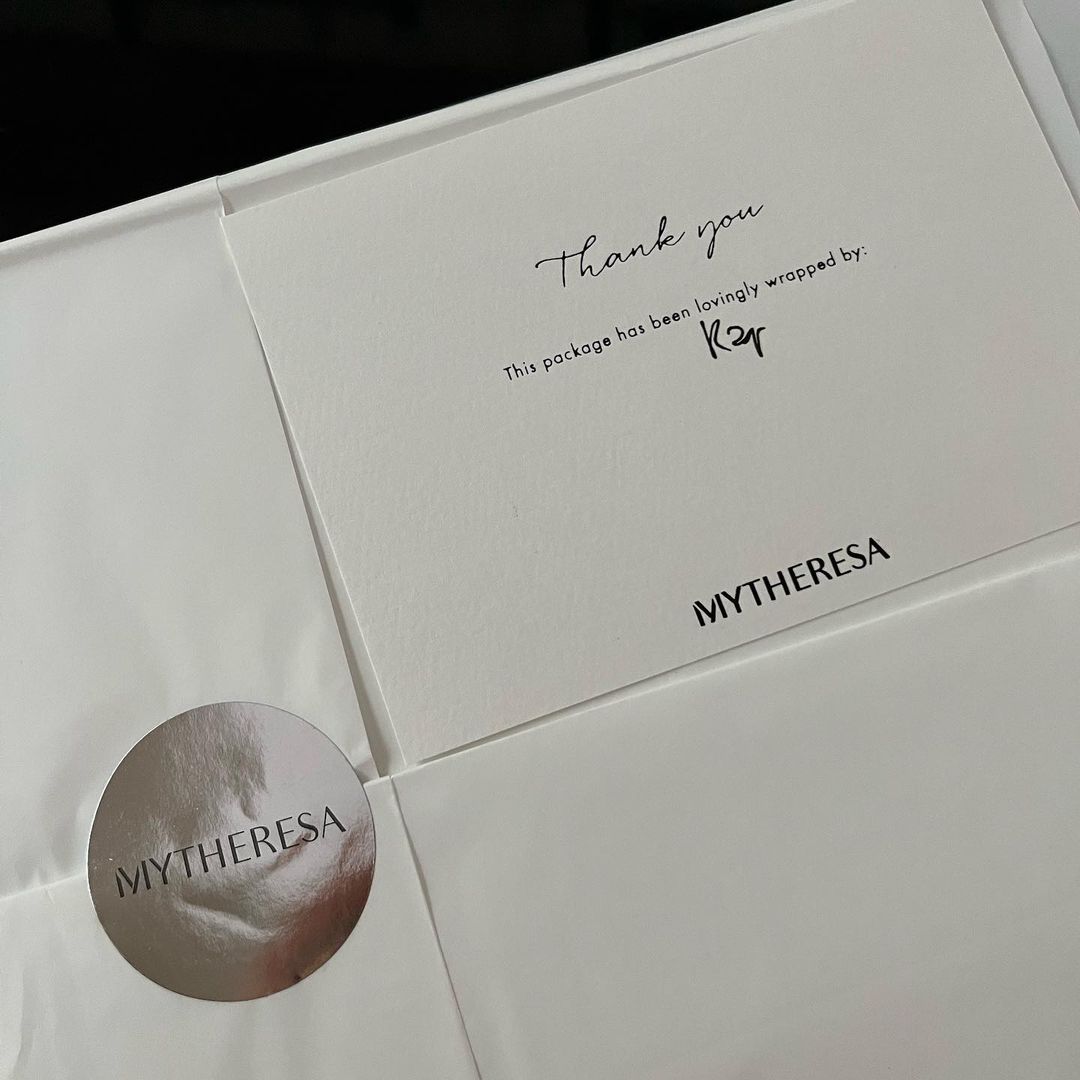 Thank you
This package has been lovingly wrapped by:
MYTHERESA
MYTHERESA